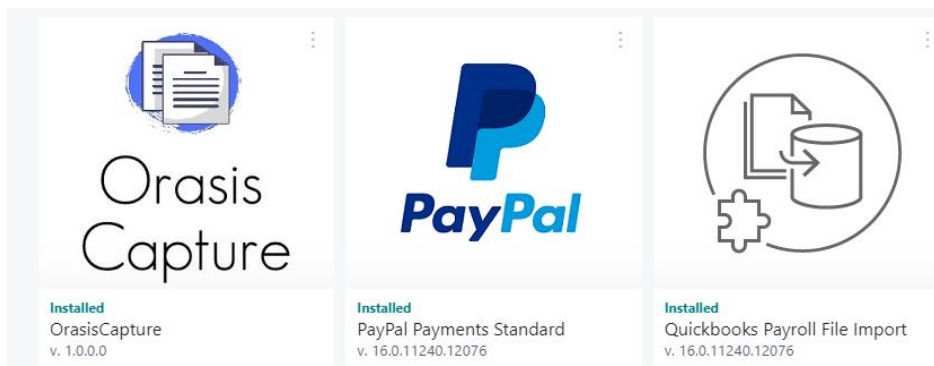 Orasis
Capture
PayPal
Installed
OrasisCapture
v. 1.0.0.0
Installed
PayPal Payments Standard
v. 16.0.11240.12076
Installed
Quickbooks Payroll File Import
v. 16.0.11240.12076